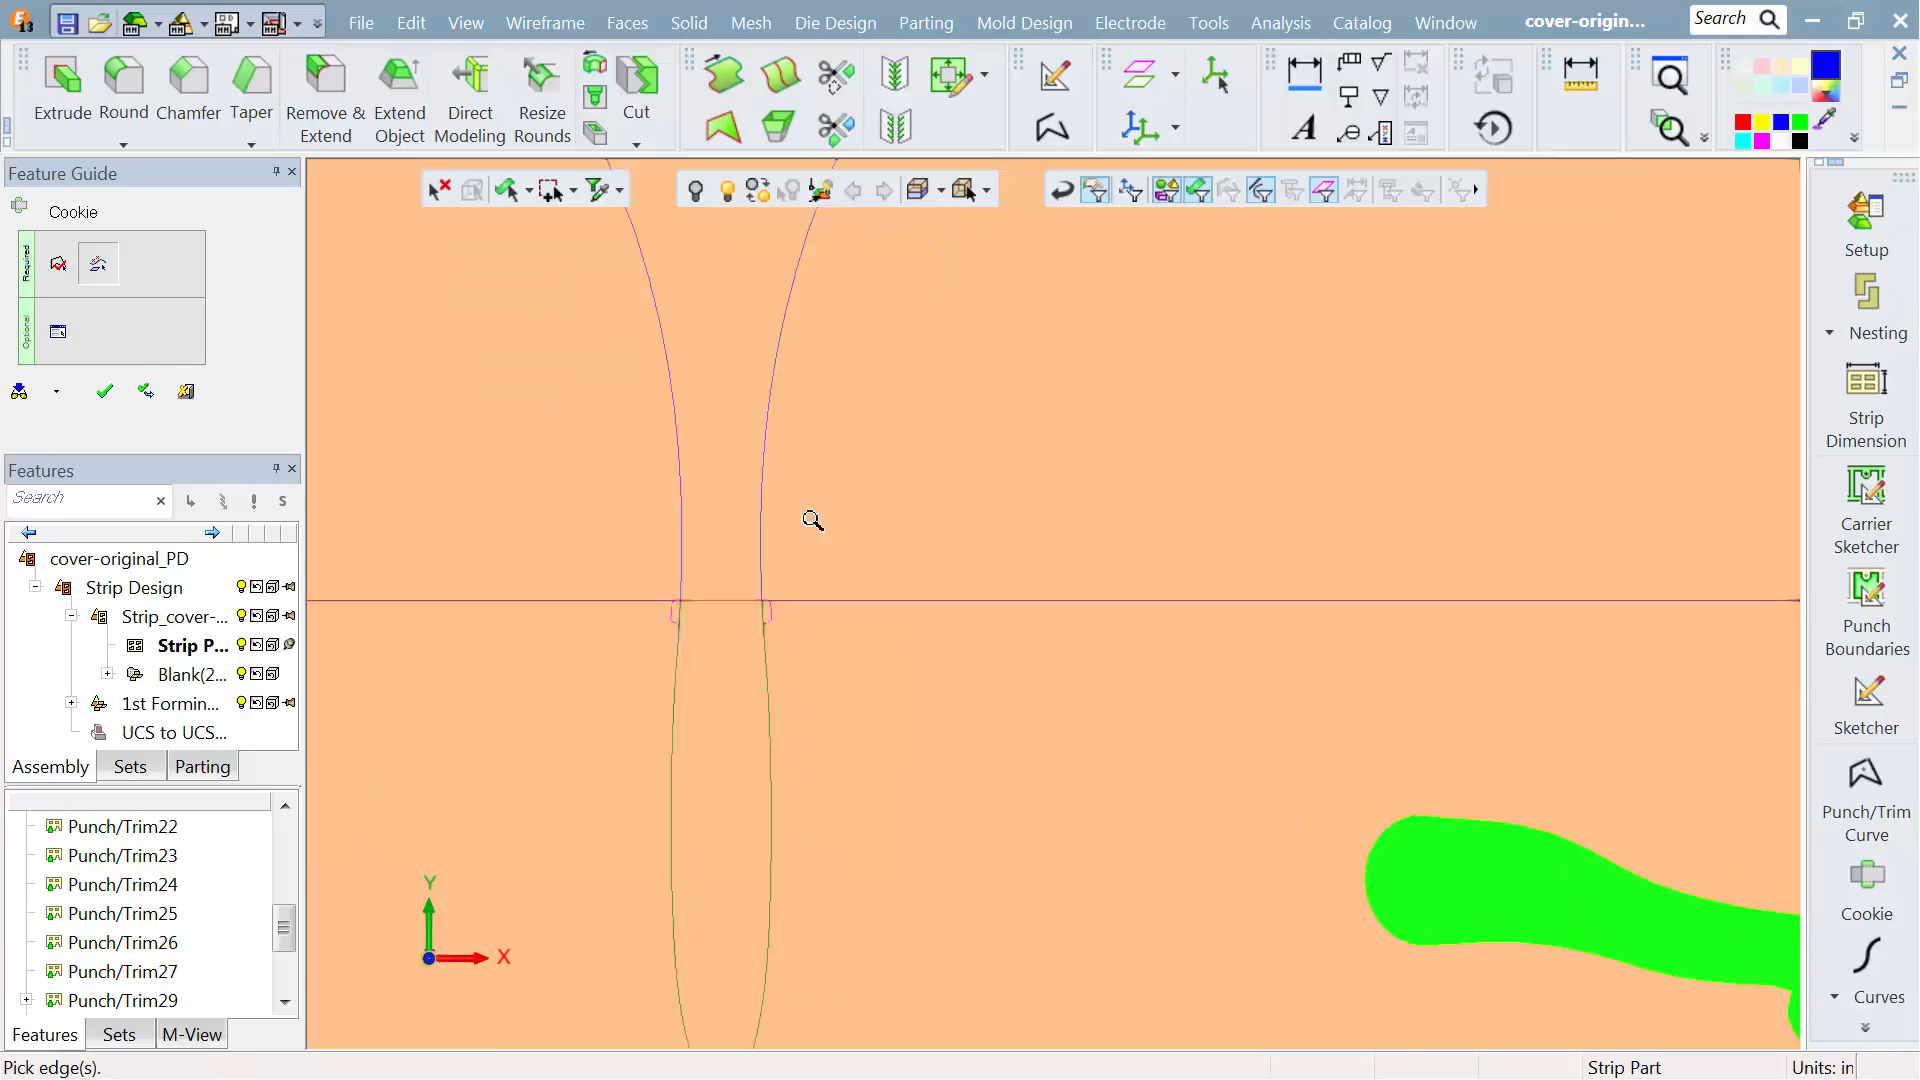 File Edit View Wireframe Faces Solid Mesh Die Design Parting Mold Design Electrode Tools Analysis Catalog Window cover-origin... Search
Extrude Round Chamfer Taper Remove & Extend Extend Object Direct Modeling Resize Rounds Cut
Feature Guide
Cookie
Required
Optional
Features
Search
S
cover-original_PD
Strip Design
Strip_cover-...
Strip P...
Blank(2...
1st Formin...
UCS to UCS...
Assembly Sets Parting
Punch/Trim22
Punch/Trim23
Punch/Trim24
Punch/Trim25
Punch/Trim26
Punch/Trim27
Punch/Trim29
Features Sets M-View
Y
X
Setup
Nesting
Strip
Dimension
Carrier
Sketcher
Punch
Boundaries
Sketcher
Punch/Trim
Curve
Cookie
Curves
Pick edge(s).
Strip Part
Units: in